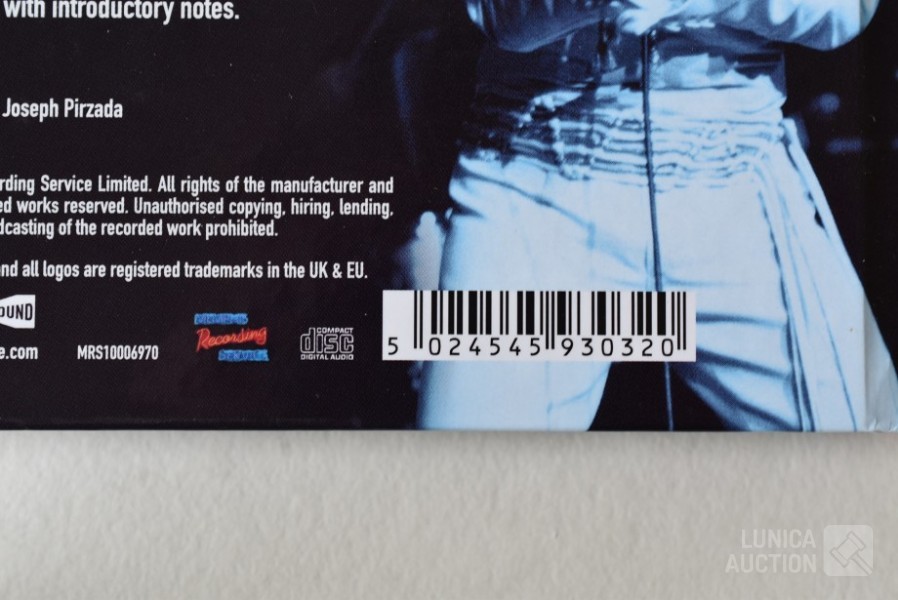 with introductory notes.
Joseph Pirzada
rding Service Limited. All rights of the manufacturer and
ed works reserved. Unauthorised copying, hiring, lending,
dcasting of the recorded work prohibited.
nd all logos are registered trademarks in the UK & EU.
OUND
e.com
MRS10006970
Recording
COMPACT
disc
DIGITAL AUDIO
5 024545 930320
LUNICA
AUCTION